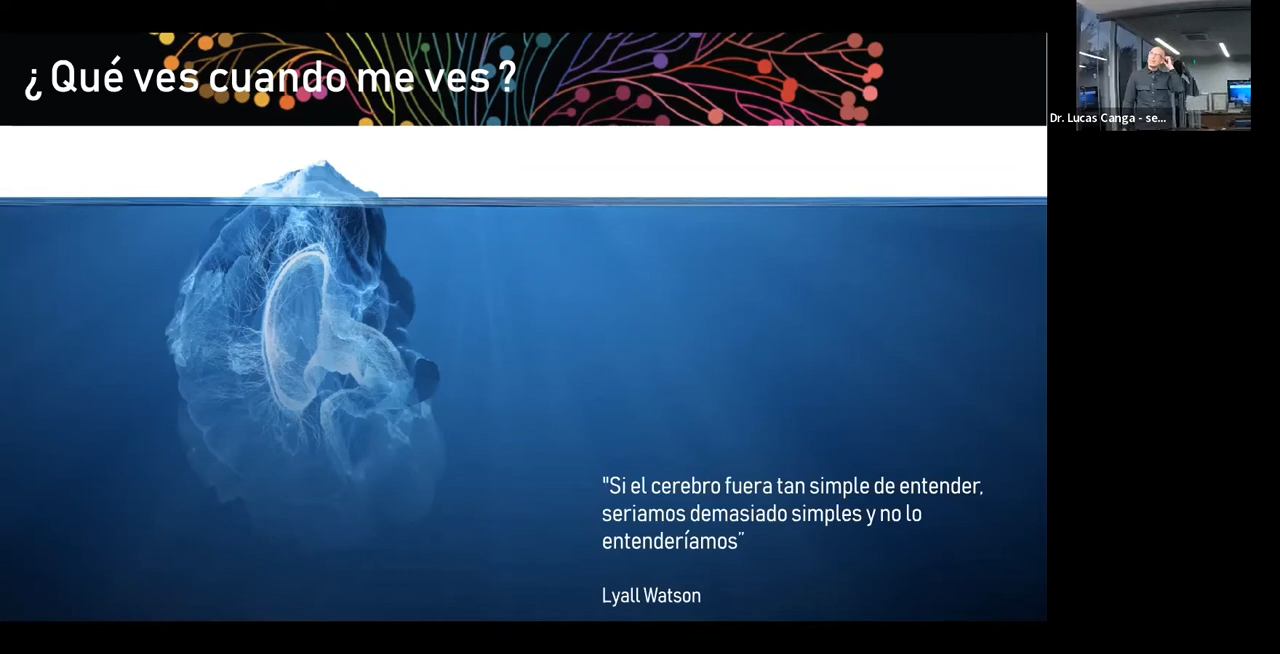 ¿ Qué ves cuando me ves ?
Dr. Lucas Canga - se...
"Si el cerebro fuera tan simple de entender,
seriamos demasiado simples y no lo
entenderíamos”
Lyall Watson